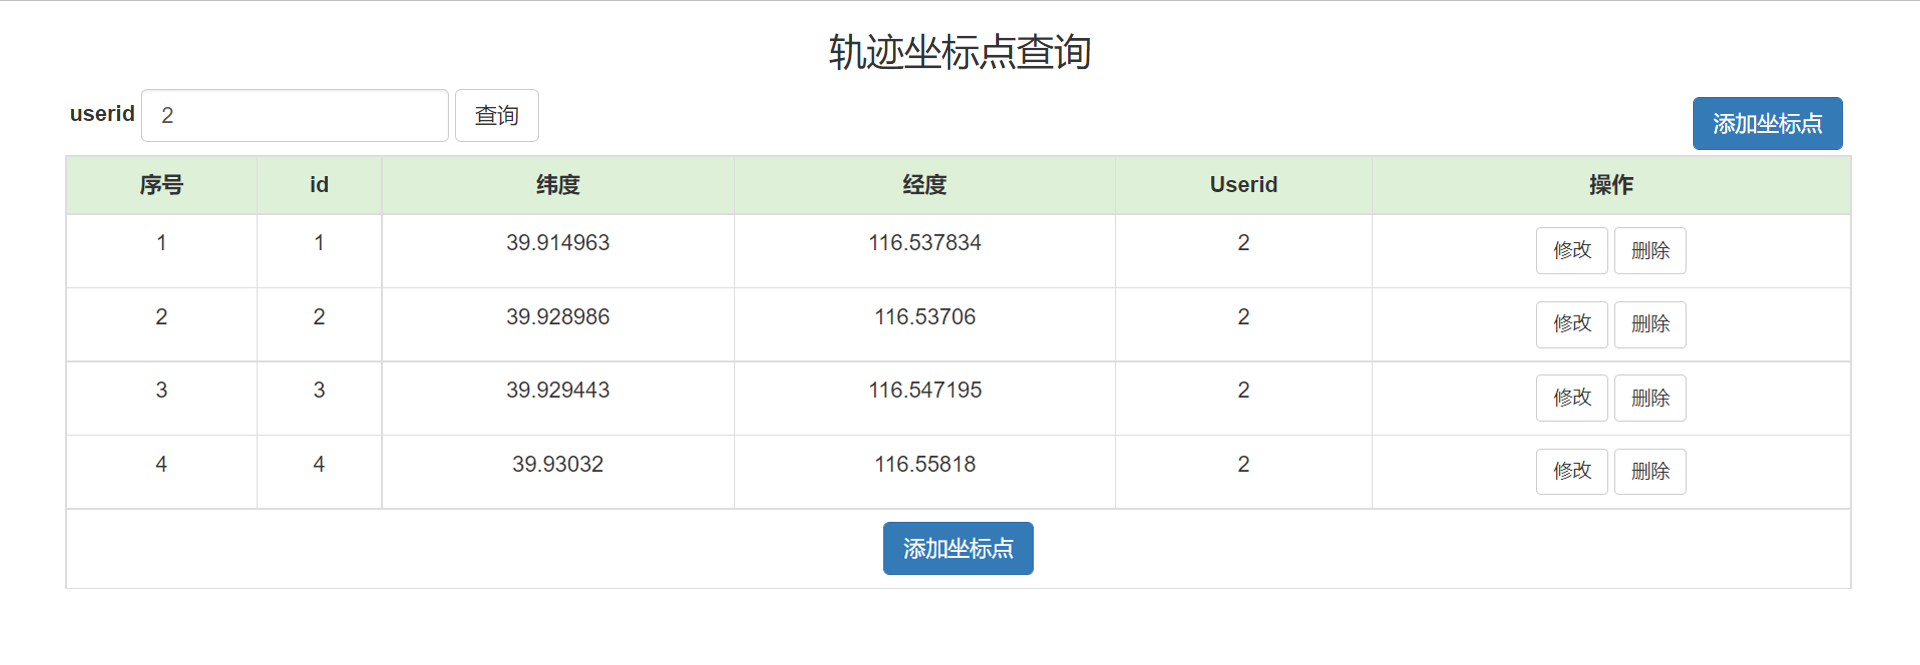 轨迹坐标点查询
userid 2 查询 添加坐标点
序号 id 纬度 经度 Userid 操作
1 1 39.914963 116.537834 2 修改 删除
2 2 39.928986 116.53706 2 修改 删除
3 3 39.929443 116.547195 2 修改 删除
4 4 39.93032 116.55818 2 修改 删除
添加坐标点